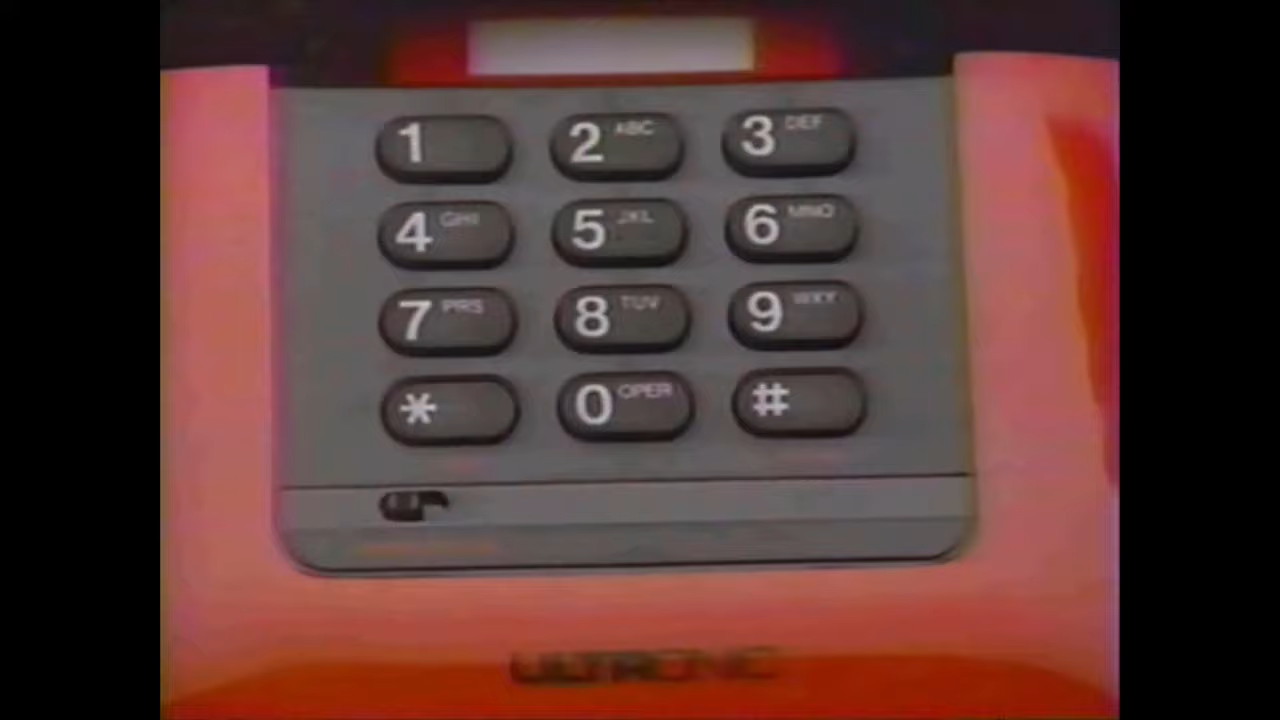 1 2 ABC 3 DEF
4 GHI 5 JKL 6 MNO
7 PRS 8 TUV 9 WXY
* 0 OPER #
ULTRONIC